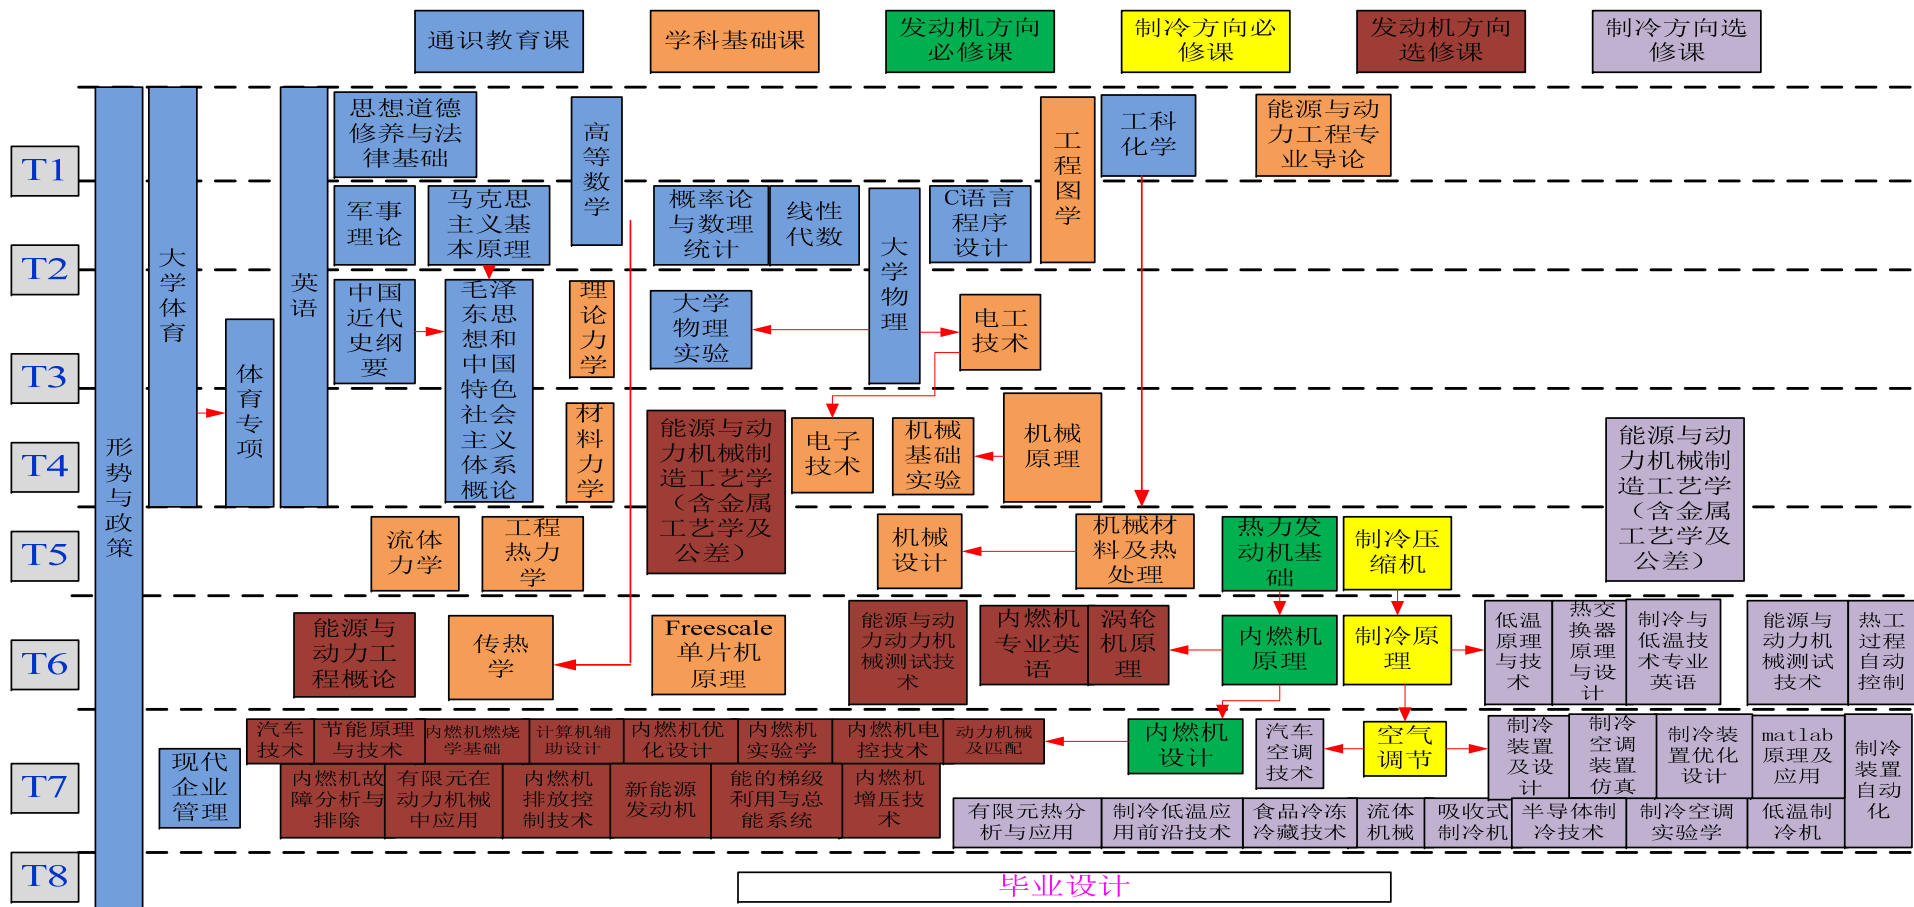 通识教育课
学科基础课
发动机方向
必修课
制冷方向必
修课
发动机方向
选修课
制冷方向选
修课
T1
T2
T3
T4
T5
T6
T7
T8
形势与政策
大学体育
体育专项
英语
思想道德
修养与法
律基础
高等数学
工程图学
工科
化学
能源与动
力工程专
业导论
军事
理论
马克思
主义基
本原理
概率论
与数理
统计
线性
代数
大学物理
C语言
程序
设计
中国
近代
史纲
要
毛泽
东思
想和
中国
特色
社会
主义
体系
概论
理论力学
大学
物理
实验
电工
技术
材料力学
能源与动
力机械制
造工艺学
（含金属
工艺学及
公差）
电子
技术
机械
基础
实验
机械
原理
能源与动
力机械制
造工艺学
（含金属
工艺学及
公差）
流体
力学
工程
热力
学
机械
设计
机械材
料及热
处理
热力发
动机基
础
制冷压
缩机
能源与
动力工
程概论
传热
学
Freescale
单片机
原理
能源与动
力动力机
械测试技
术
内燃机
专业英
语
涡轮
机原
理
内燃机
原理
制冷原
理
低温
原理
与技
术
热交
换器
原理
与设
计
制冷与
低温技
术专业
英语
能源与
动力机
械测试
技术
热工
过程
自动
控制
现代
企业
管理
汽车
技术
节能原理
与技术
内燃机燃烧
学基础
计算机辅
助设计
内燃机优
化设计
内燃机
实验学
内燃机电
控技术
动力机械
及匹配
内燃机
设计
汽车
空调
技术
空气
调节
制冷
装置
及设
计
制冷
空调
装置
仿真
制冷装
置优化
设计
matlab
原理及
应用
制冷
装置
自动
化
内燃机故
障分析与
排除
有限元在
动力机械
中应用
内燃机
排放控
制技术
新能源
发动机
能的梯级
利用与总
能系统
内燃机
增压技
术
有限元热分
析与应用
制冷低温应
用前沿技术
食品冷冻
冷藏技术
流体
机械
吸收式
制冷机
半导体制
冷技术
制冷空调
实验学
低温制
冷机
毕业设计